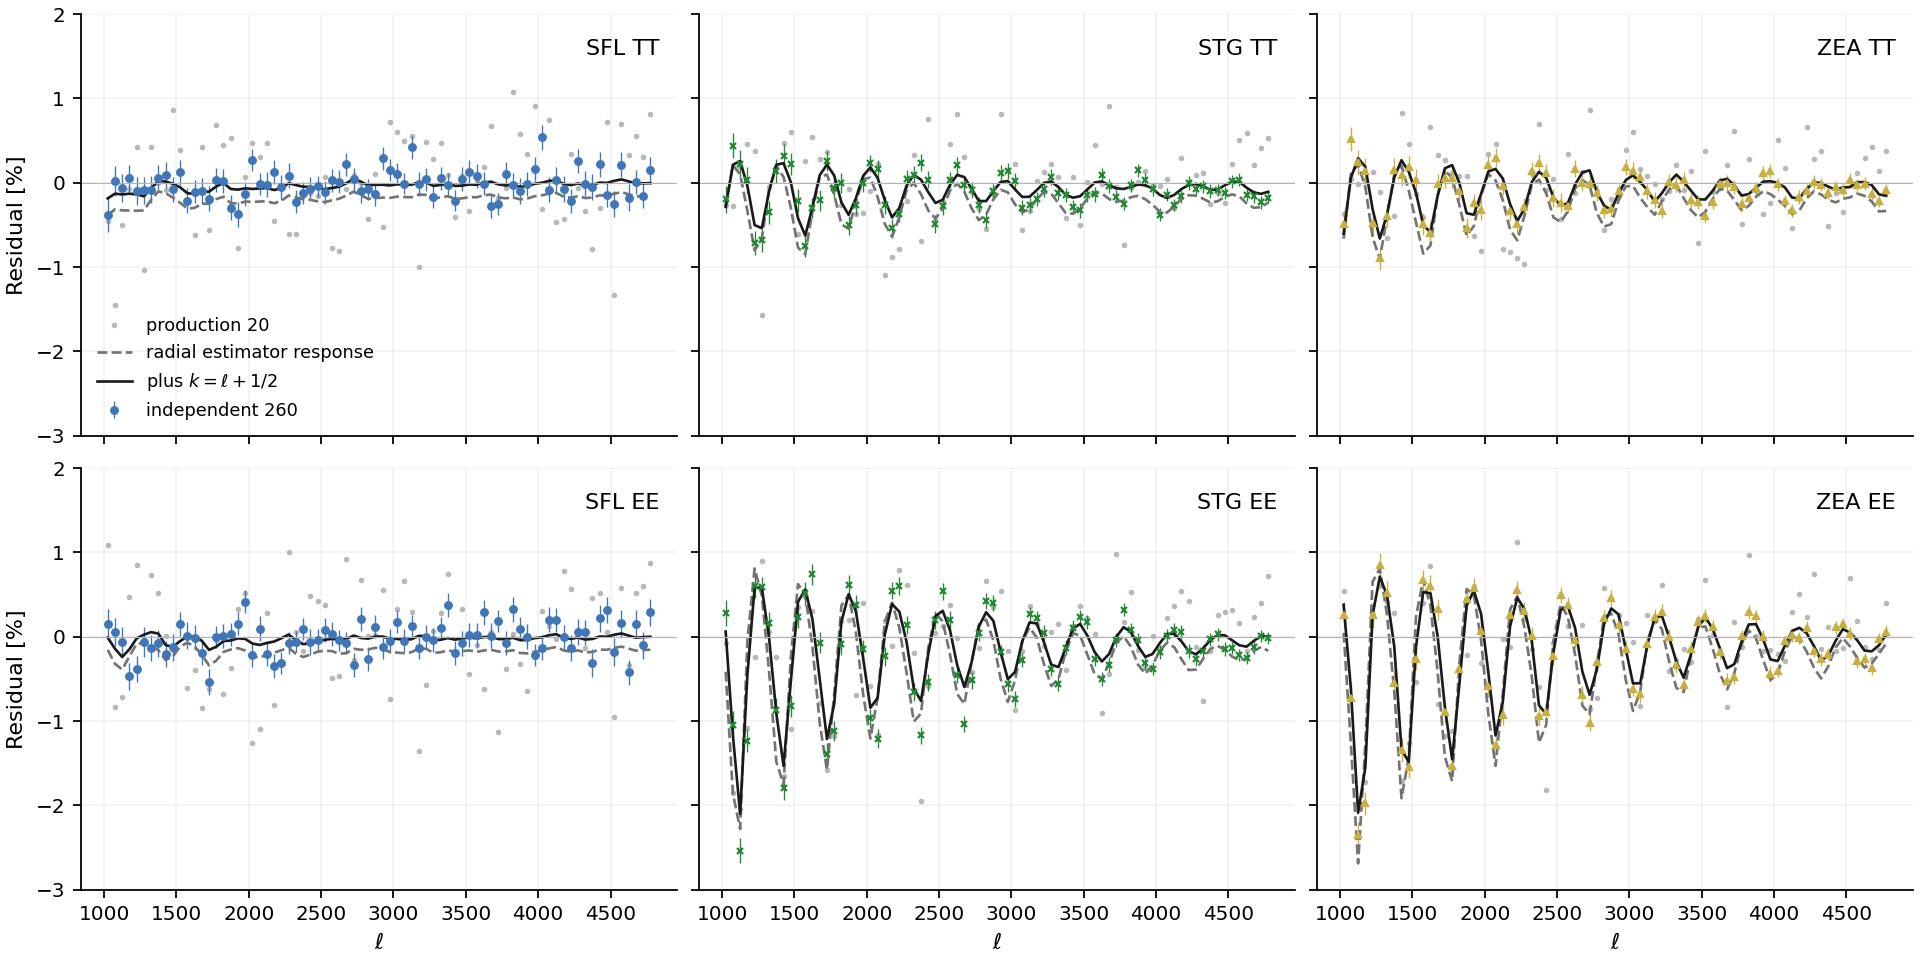 SFL TT
STG TT
ZEA TT
2
1
0
−1
−2
−3
Residual [%]
production 20
radial estimator response
plus k = ℓ + 1/2
independent 260
SFL EE
STG EE
ZEA EE
2
1
0
−1
−2
−3
Residual [%]
1000 1500 2000 2500 3000 3500 4000 4500
1000 1500 2000 2500 3000 3500 4000 4500
1000 1500 2000 2500 3000 3500 4000 4500
ℓ
ℓ
ℓ